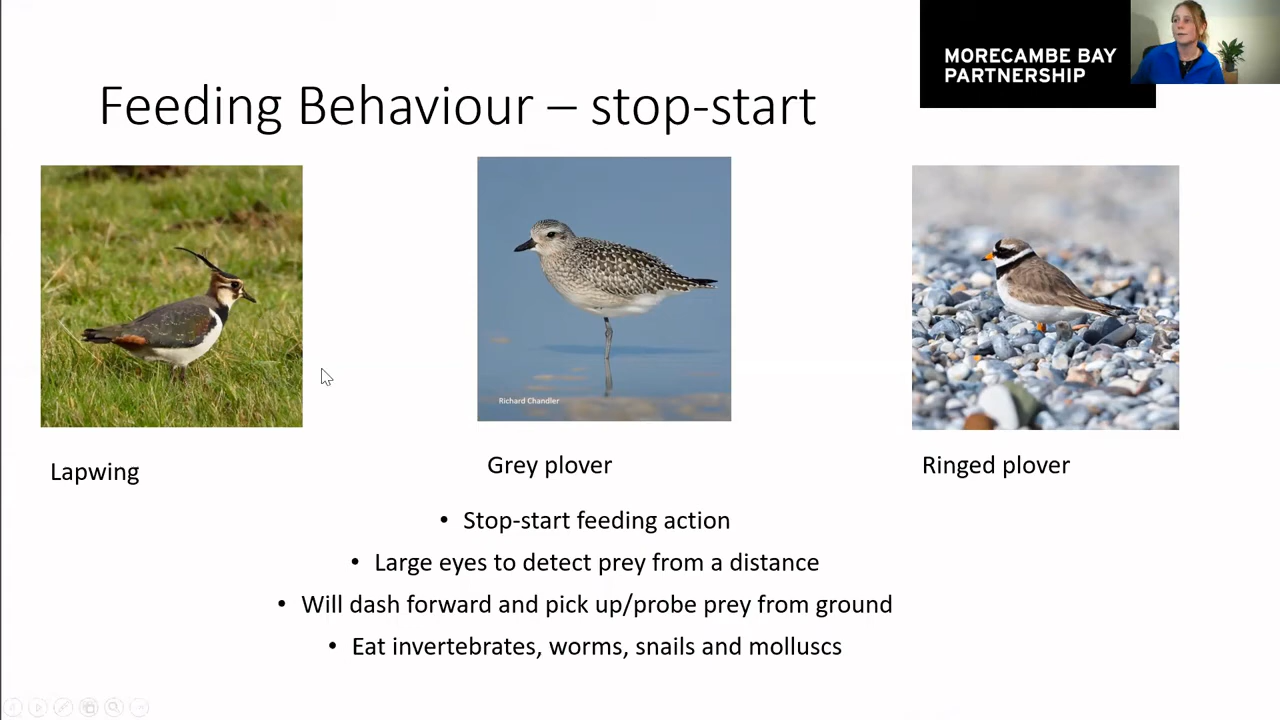 MORECAMBE BAY
PARTNERSHIP
Feeding Behaviour – stop-start
Richard Chandler
Lapwing
Grey plover
Ringed plover
• Stop-start feeding action
• Large eyes to detect prey from a distance
• Will dash forward and pick up/probe prey from ground
• Eat invertebrates, worms, snails and molluscs